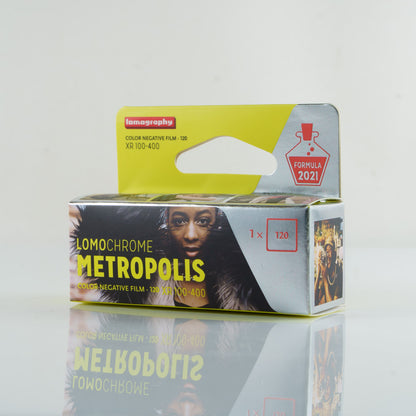 lomography
COLOR NEGATIVE FILM - 120
XR 100-400
FORMULA
2021
LOMOCHROME
METROPOLIS
COLOR NEGATIVE FILM - 120 XR 100-400
1 x 120